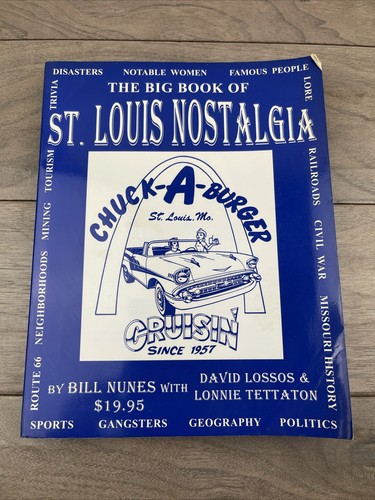 DISASTERS NOTABLE WOMEN FAMOUS PEOPLE
THE BIG BOOK OF
ST. LOUIS NOSTALGIA
CHUCK-A-BURGER
St. Louis, Mo.
CRUISIN'
SINCE 1957
BY BILL NUNES WITH
$19.95
DAVID LOSSOS &
LONNIE TETTATON
TRIVIA
TOURISM
MINING
NEIGHBORHOODS
ROUTE 66
LORE
RAILROADS
CIVIL WAR
MISSOURI HISTORY
SPORTS GANGSTERS GEOGRAPHY POLITICS